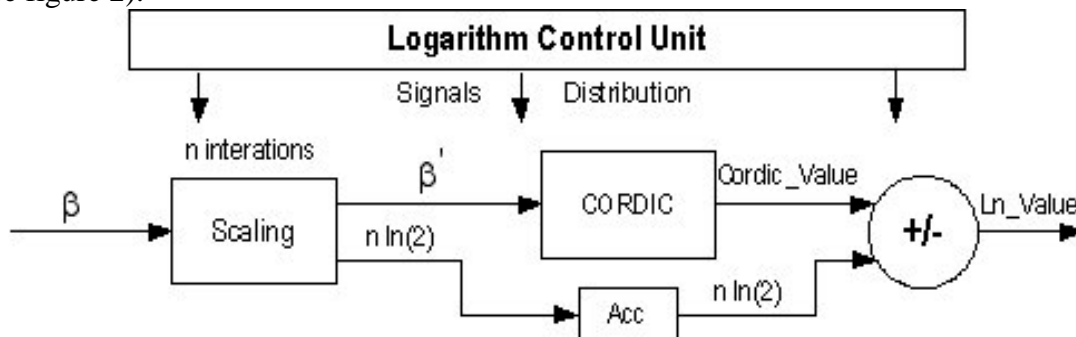 e figure 2).
Logarithm Control Unit
Signals Distribution
n interations
β
Scaling
β'
n ln(2)
CORDIC
Cordic_Value
Acc
n ln(2)
+/-
Ln_Value